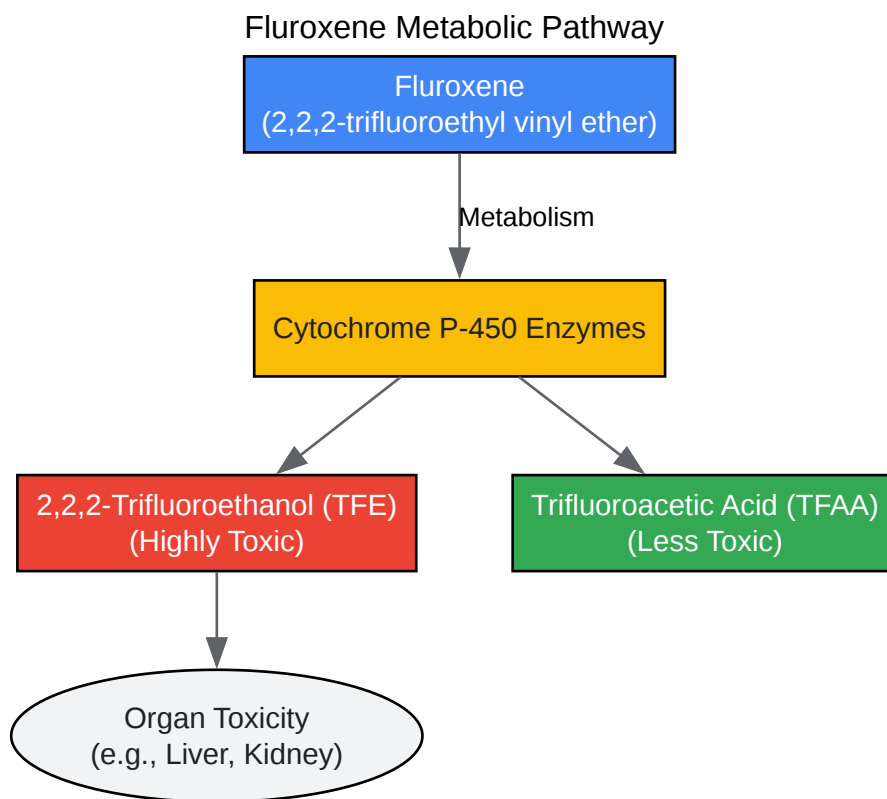 Fluroxene Metabolic Pathway
Fluroxene
(2,2,2-trifluoroethyl vinyl ether)
Metabolism
Cytochrome P-450 Enzymes
2,2,2-Trifluoroethanol (TFE)
(Highly Toxic)
Trifluoroacetic Acid (TFAA)
(Less Toxic)
Organ Toxicity
(e.g., Liver, Kidney)